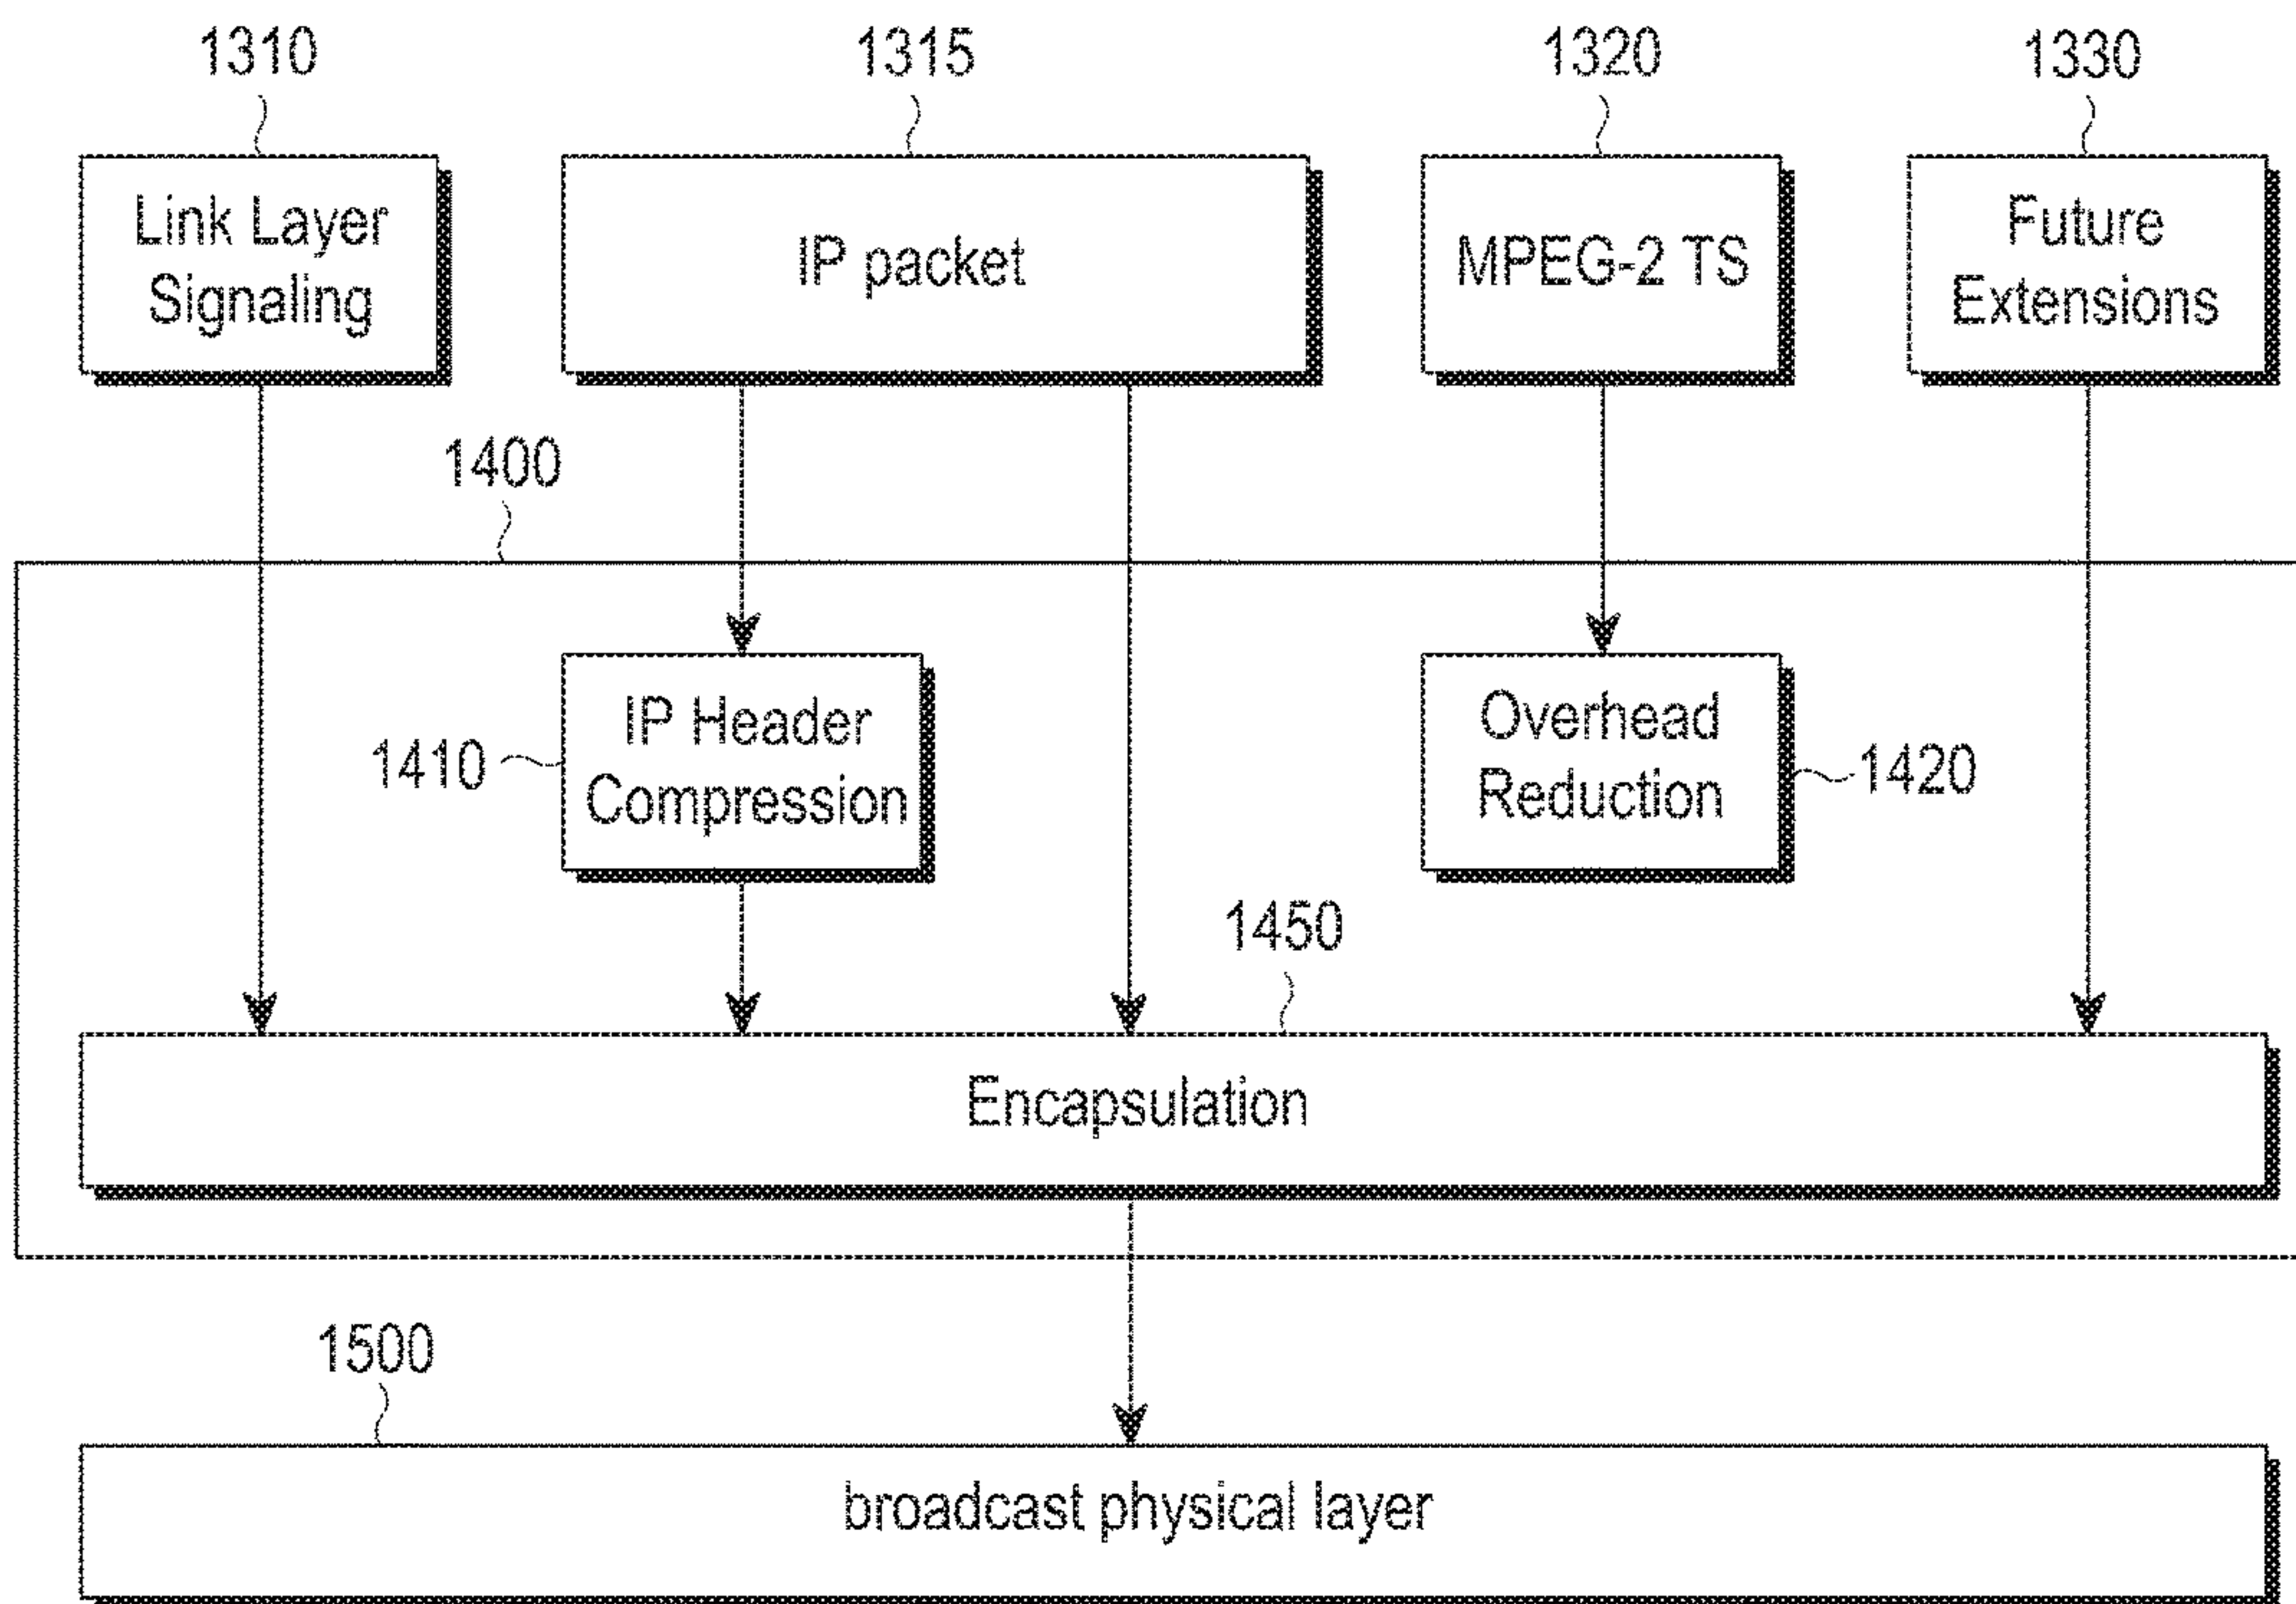 1310
1315
1320
1330
Link Layer
Signaling
IP packet
MPEG-2 TS
Future
Extensions
1400
IP Header
Compression
1410
Overhead
Reduction
1420
1450
Encapsulation
1500
broadcast physical layer